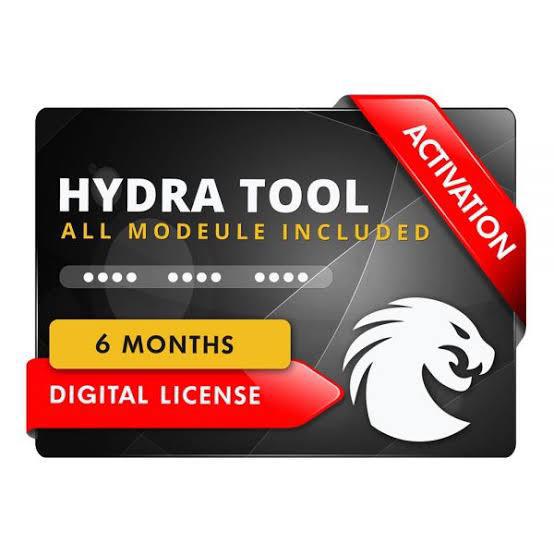 ACTIVATION
HYDRA TOOL
ALL MODEULE INCLUDED
6 MONTHS
DIGITAL LICENSE